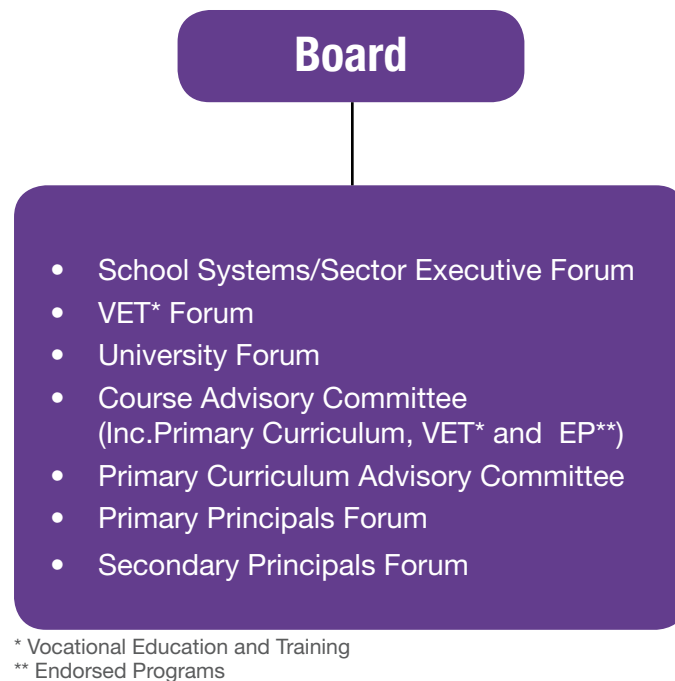 Board
• School Systems/Sector Executive Forum
• VET* Forum
• University Forum
• Course Advisory Committee
(Inc.Primary Curriculum, VET* and EP**)
• Primary Curriculum Advisory Committee
• Primary Principals Forum
• Secondary Principals Forum
* Vocational Education and Training
** Endorsed Programs